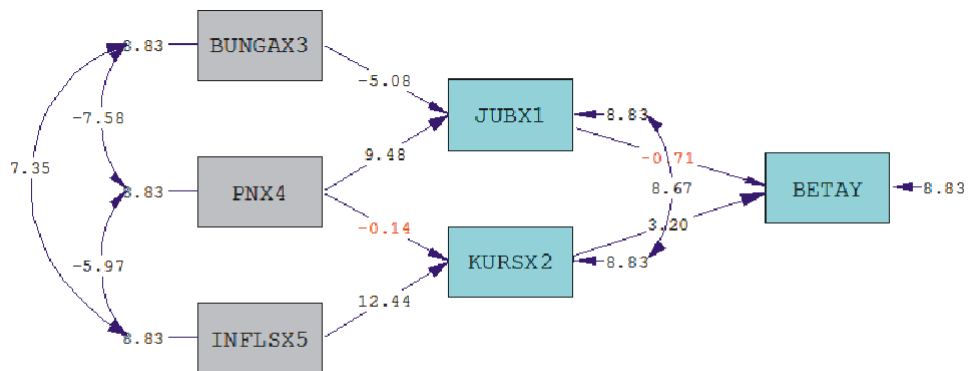 8.83
BUNGAX3
-5.08
-7.58
JUBX1
8.83
7.35
9.48
-0.71
8.83
PNX4
8.67
BETAY
8.83
-0.14
3.20
-5.97
KURSX2
8.83
12.44
8.83
INFLSX5